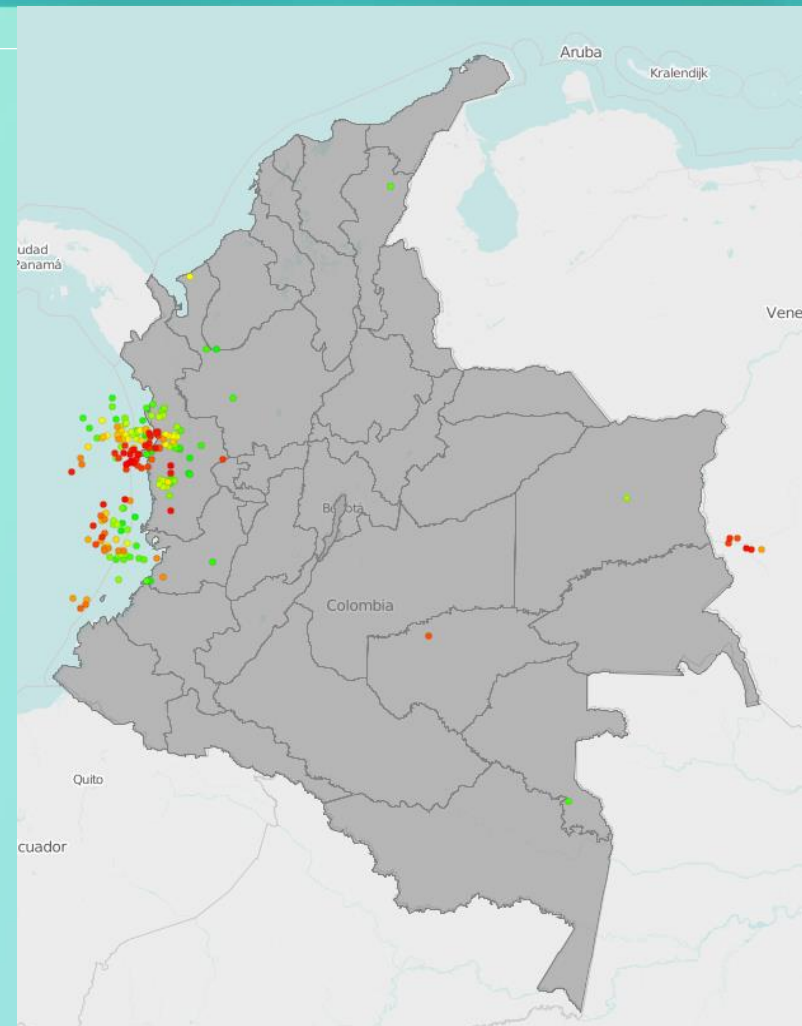 Aruba
Kralendijk
udad
Panamá
Vene
Bogotá
Colombia
Quito
cuador